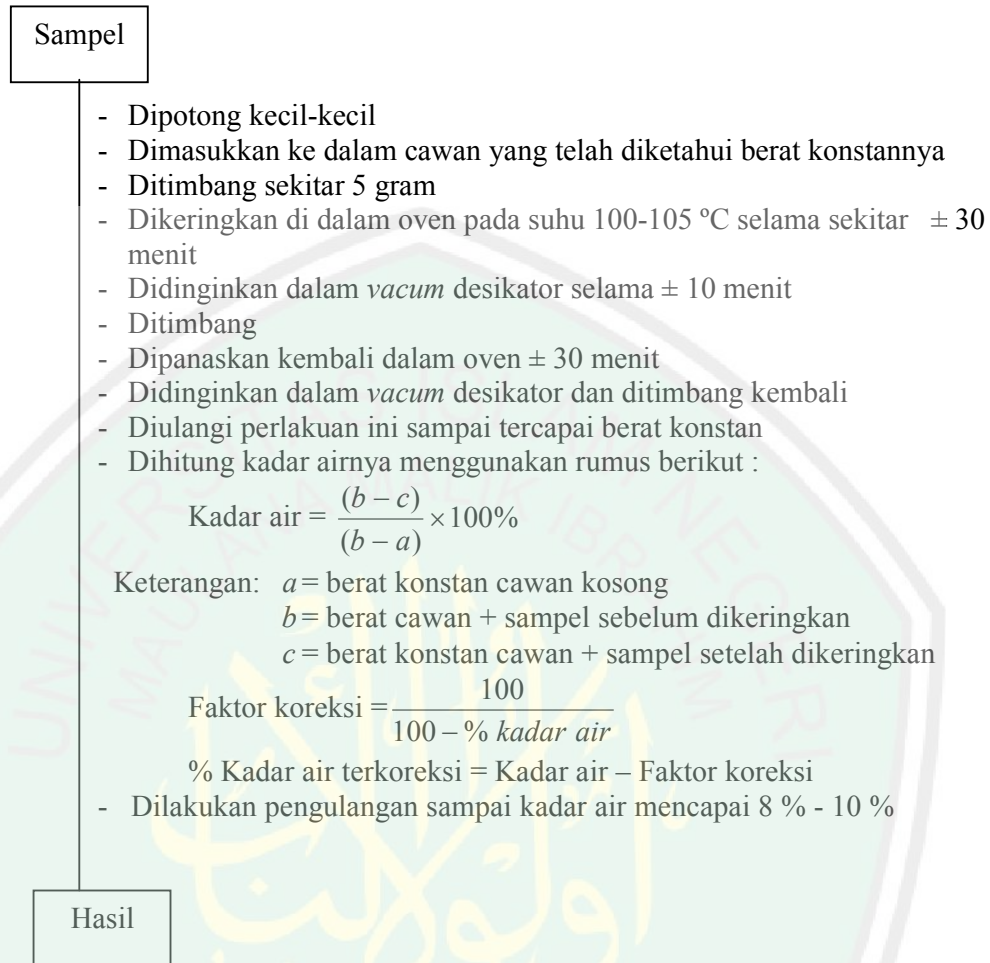 Sampel
- Dipotong kecil-kecil
- Dimasukkan ke dalam cawan yang telah diketahui berat konstannya
- Ditimbang sekitar 5 gram
- Dikeringkan di dalam oven pada suhu 100-105 ºC selama sekitar ± 30
menit
- Didinginkan dalam vacum desikator selama ± 10 menit
- Ditimbang
- Dipanaskan kembali dalam oven ± 30 menit
- Didinginkan dalam vacum desikator dan ditimbang kembali
- Diulangi perlakuan ini sampai tercapai berat konstan
- Dihitung kadar airnya menggunakan rumus berikut :
Kadar air = (b – c) / (b – a) × 100%
Keterangan: a = berat konstan cawan kosong
b = berat cawan + sampel sebelum dikeringkan
c = berat konstan cawan + sampel setelah dikeringkan
Faktor koreksi = 100 / (100 – % kadar air)
% Kadar air terkoreksi = Kadar air – Faktor koreksi
- Dilakukan pengulangan sampai kadar air mencapai 8 % - 10 %
Hasil